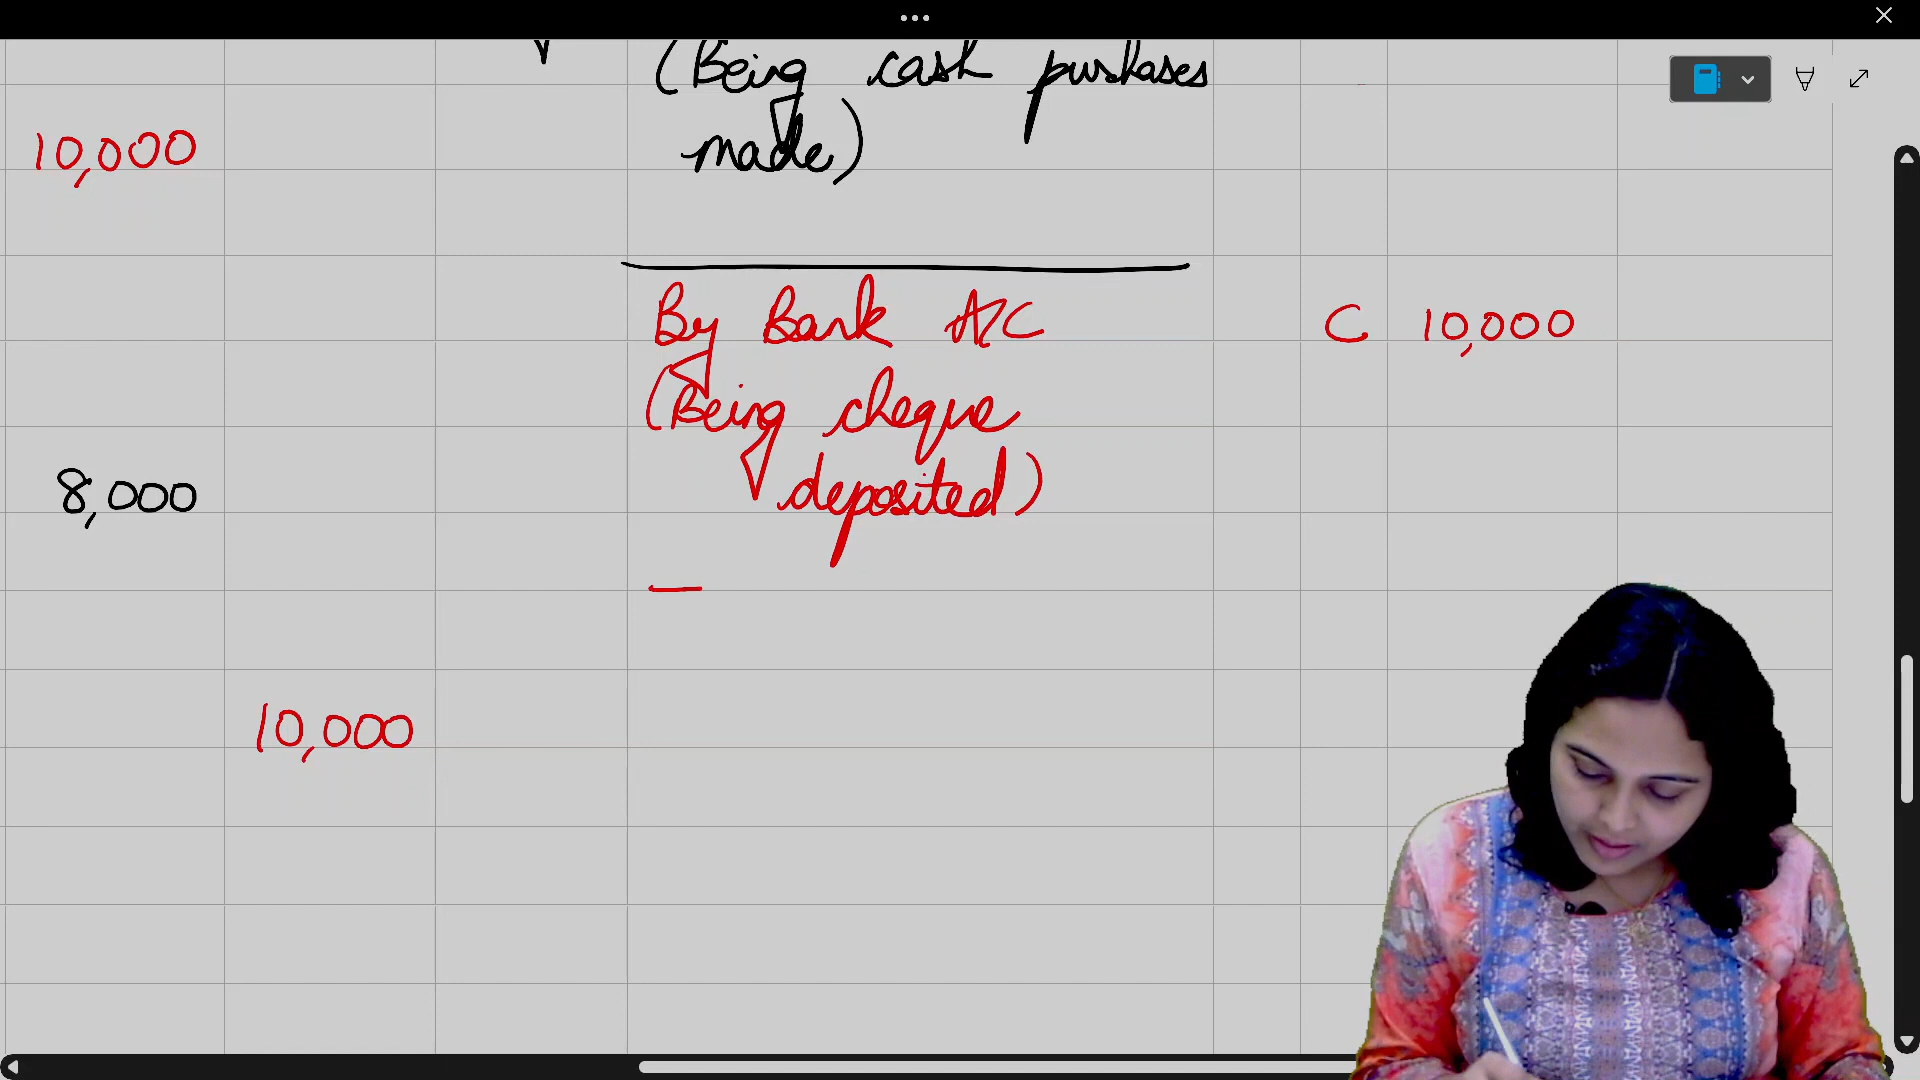 (Being cash purchases
10,000
made)
By Bank A/C C 10,000
(Being cheque
8,000
deposited)
10,000